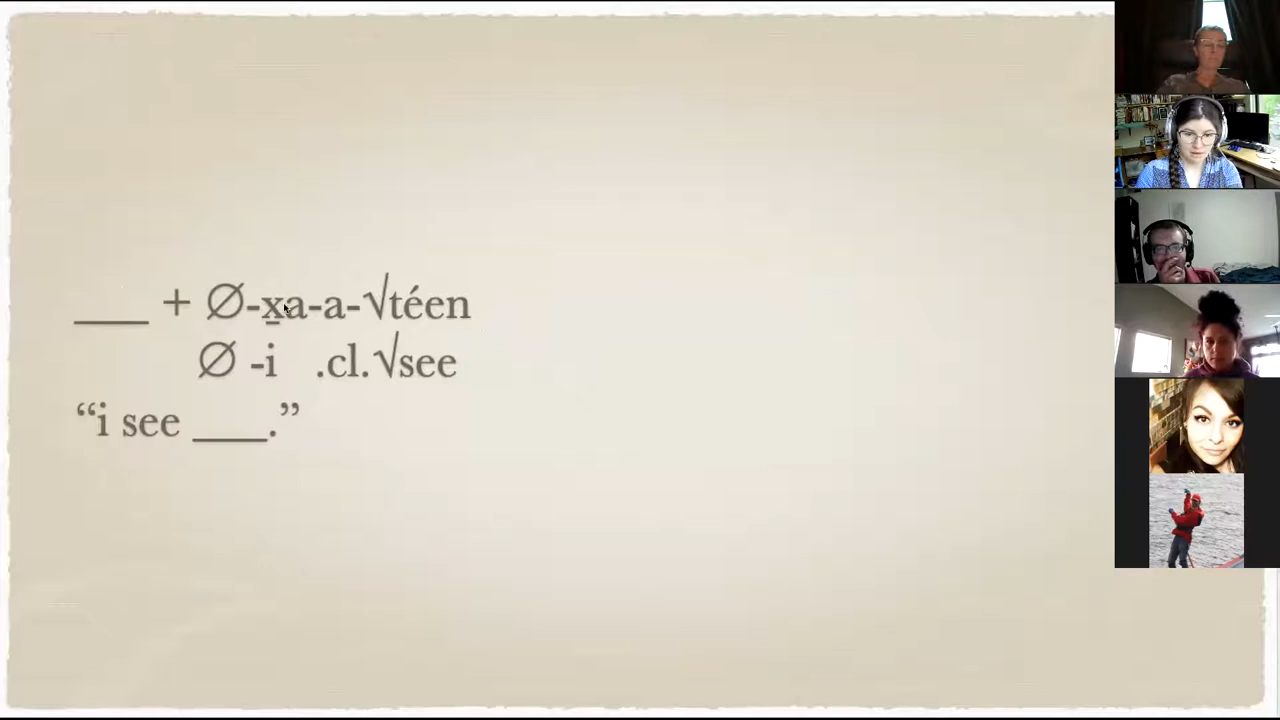 ___ + Ø-x̱a-a-√téen
Ø -i .cl.√see
“i see ___.”